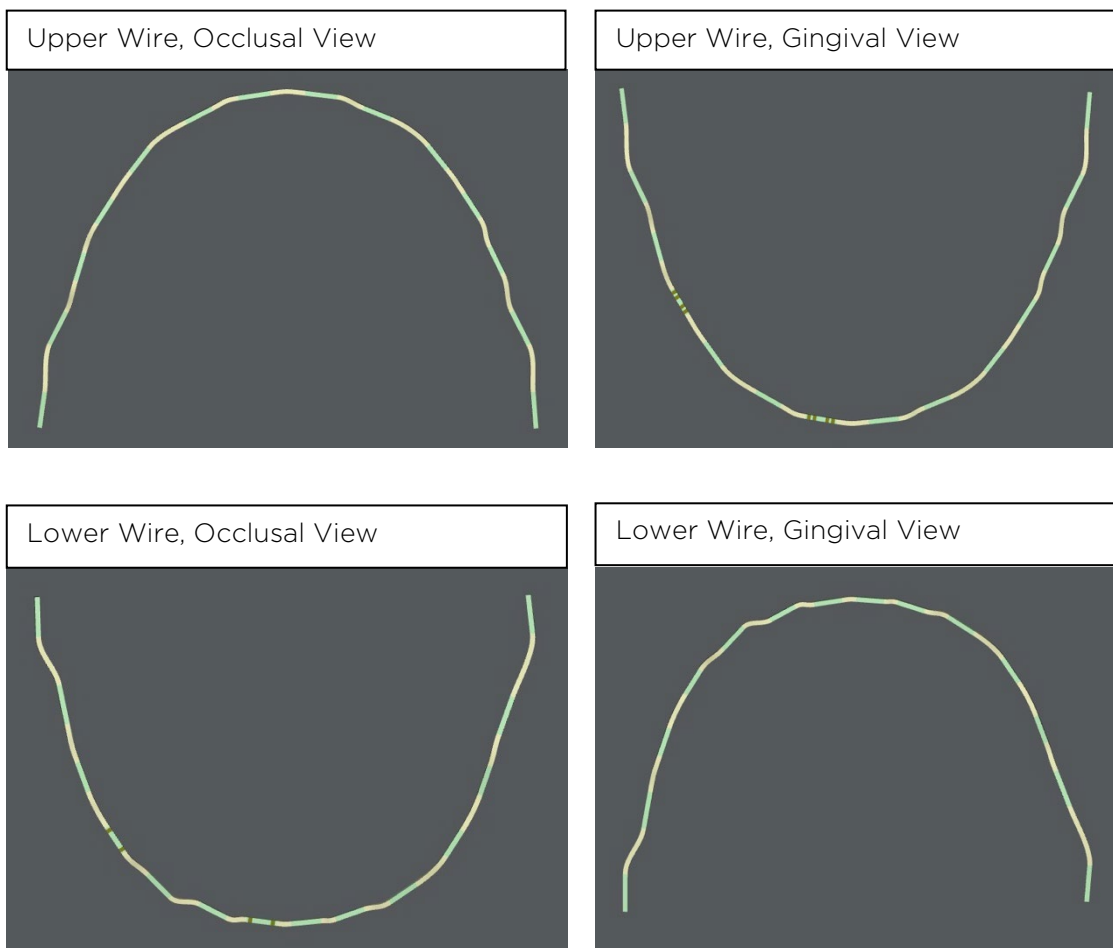 Upper Wire, Occlusal View
Upper Wire, Gingival View
Lower Wire, Occlusal View
Lower Wire, Gingival View